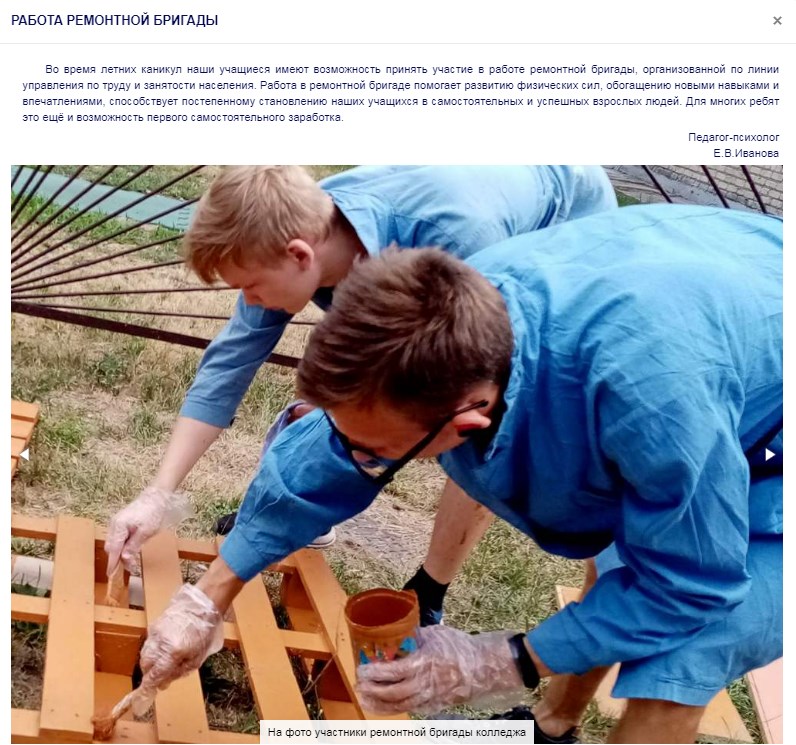 РАБОТА РЕМОНТНОЙ БРИГАДЫ
Во время летних каникул наши учащиеся имеют возможность принять участие в работе ремонтной бригады, организованной по линии
управления по труду и занятости населения. Работа в ремонтной бригаде помогает развитию физических сил, обогащению новыми навыками и
впечатлениями, способствует постепенному становлению наших учащихся в самостоятельных и успешных взрослых людей. Для многих ребят
это ещё и возможность первого самостоятельного заработка.
Педагог-психолог
Е.В.Иванова
На фото участники ремонтной бригады колледжа